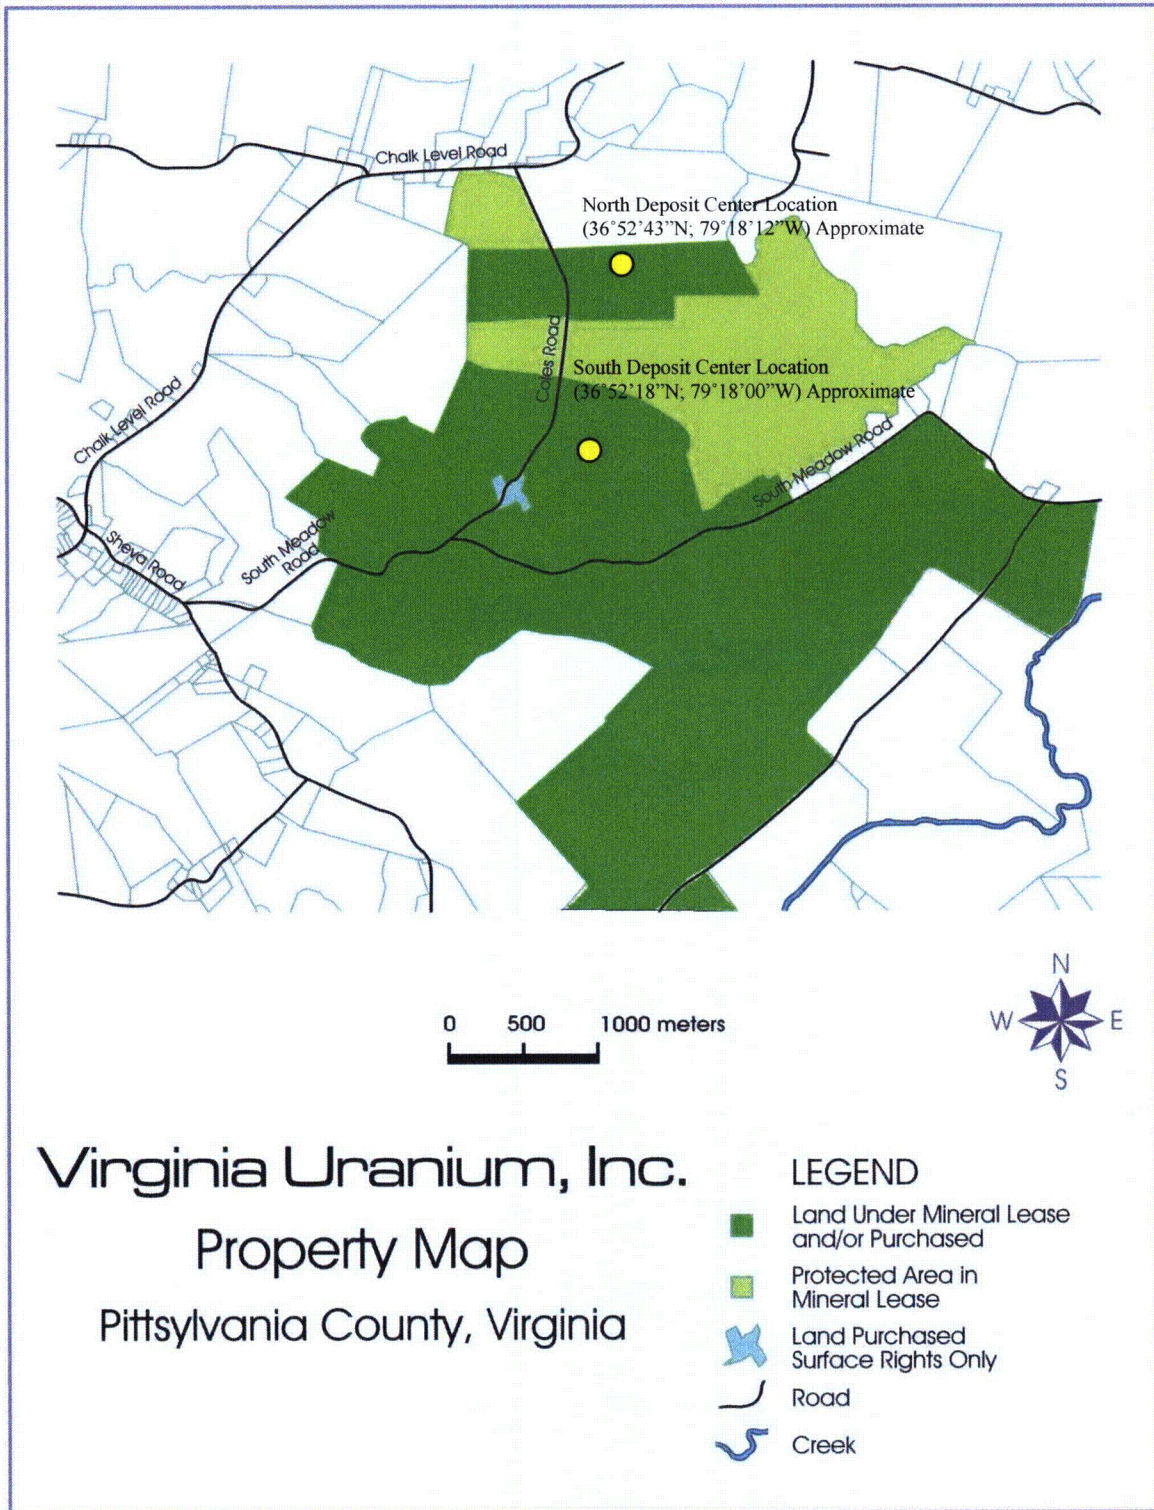 Chalk Level Road
North Deposit Center Location
(36°52'43"N; 79°18'12"W) Approximate
Coles Road
South Deposit Center Location
(36°52'18"N; 79°18'00"W) Approximate
Chalk Level Road
South Meadow Road
Sheva Road
South Meadow
Road
N
W E
S
0 500 1000 meters
Virginia Uranium, Inc.
Property Map
Pittsylvania County, Virginia
LEGEND
Land Under Mineral Lease
and/or Purchased
Protected Area in
Mineral Lease
Land Purchased
Surface Rights Only
Road
Creek